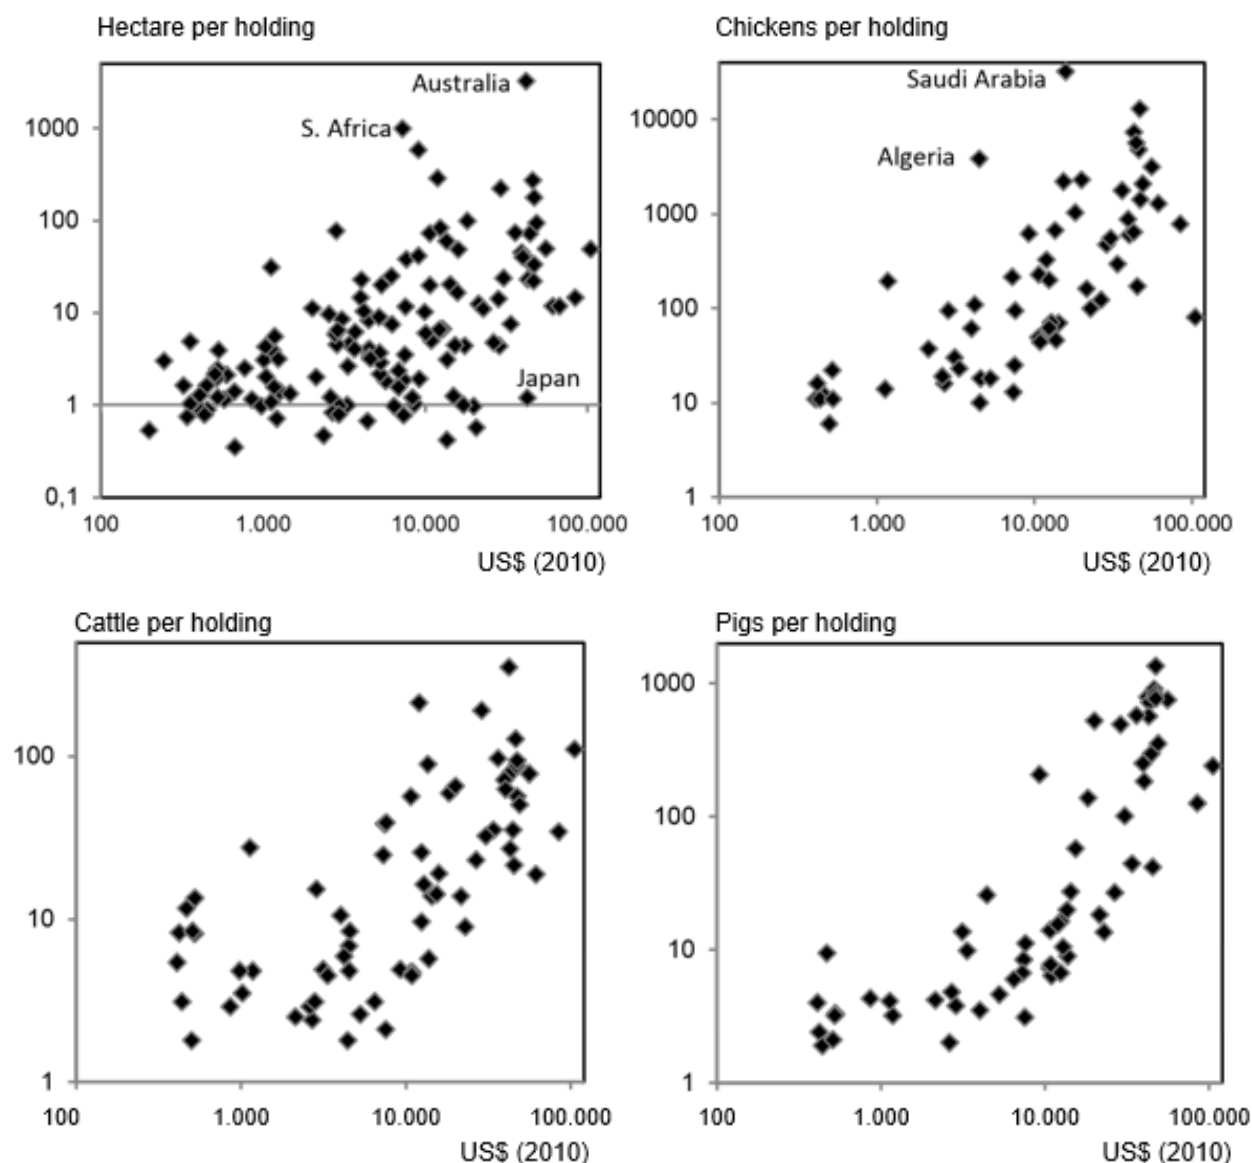 Hectare per holding
Australia
1000
S. Africa
100
10
Japan
1
0,1
100 1.000 10.000 100.000
US$ (2010)
Chickens per holding
Saudi Arabia
10000
Algeria
1000
100
10
1
100 1.000 10.000 100.000
US$ (2010)
Cattle per holding
100
10
1
100 1.000 10.000 100.000
US$ (2010)
Pigs per holding
1000
100
10
1
100 1.000 10.000 100.000
US$ (2010)